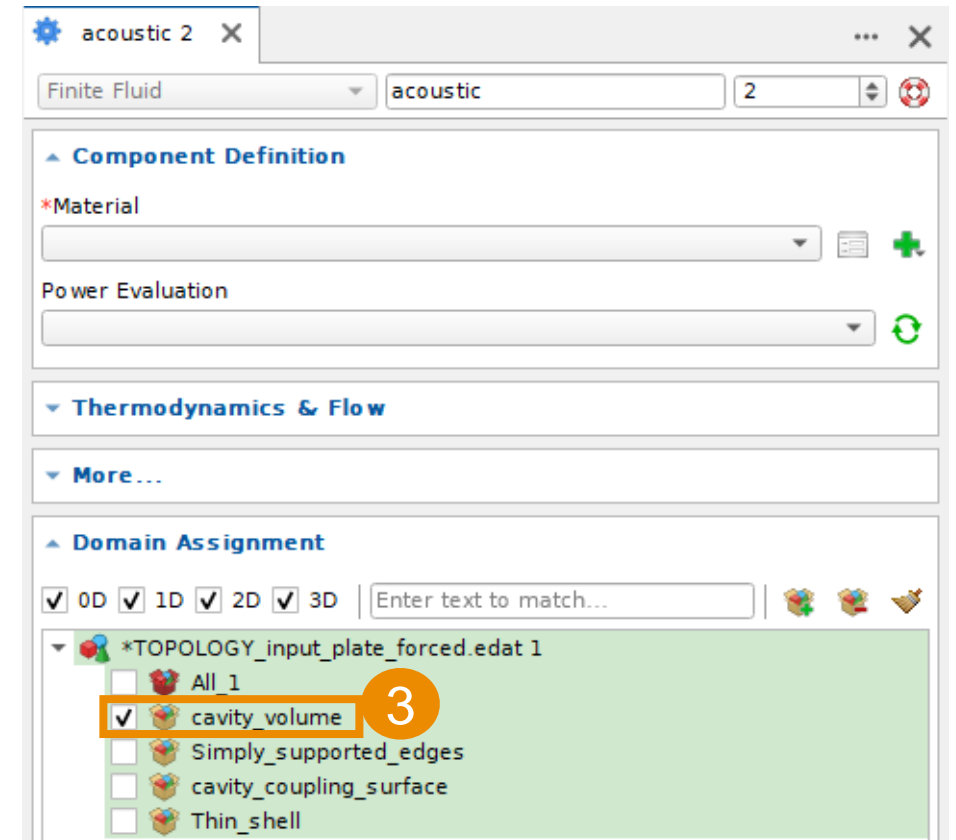 acoustic 2
Finite Fluid acoustic 2
Component Definition
*Material
Power Evaluation
Thermodynamics & Flow
More...
Domain Assignment
0D 1D 2D 3D Enter text to match...
*TOPOLOGY_input_plate_forced.edat 1
All_1
cavity_volume 3
Simply_supported_edges
cavity_coupling_surface
Thin_shell